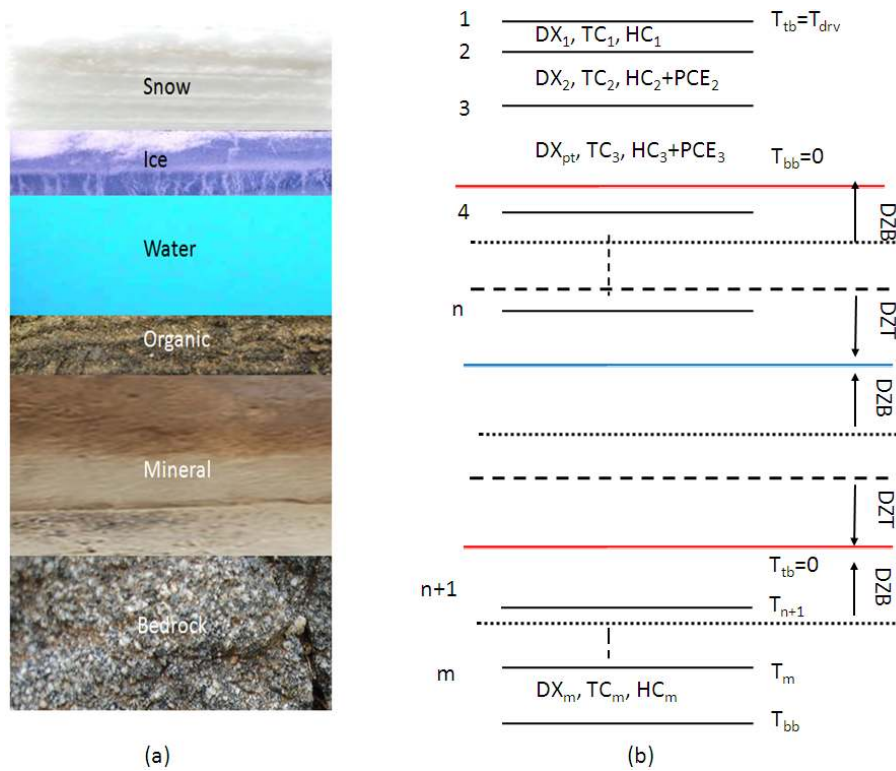 Snow
Ice
Water
Organic
Mineral
Bedrock
(a)
1
T_tb=T_drv
DX_1, TC_1, HC_1
2
DX_2, TC_2, HC_2+PCE_2
3
DX_pt, TC_3, HC_3+PCE_3
T_bb=0
4
DZB
n
DZT
DZB
DZT
T_tb=0
n+1
DZB
T_n+1
m
T_m
DX_m, TC_m, HC_m
T_bb
(b)